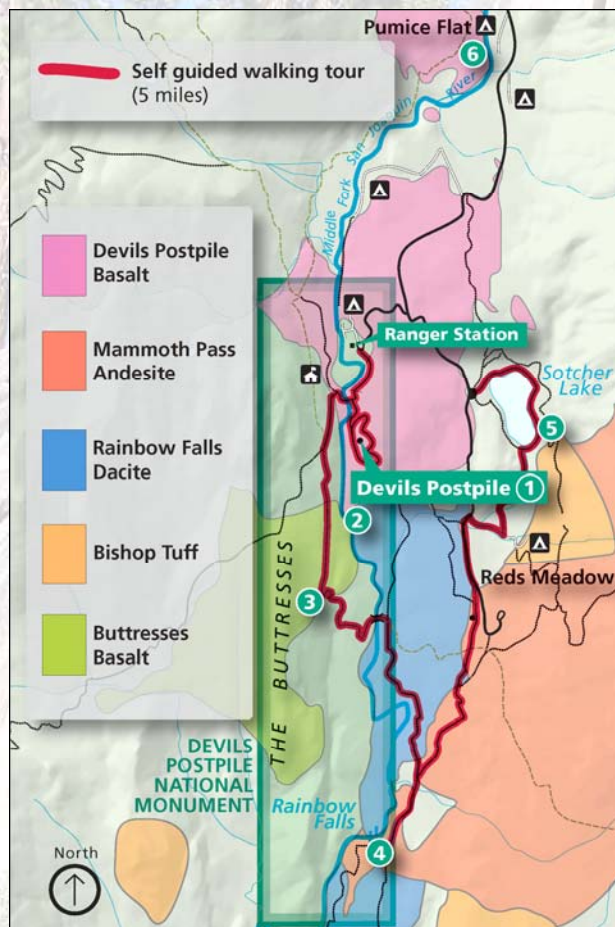 Pumice Flat
6
Self guided walking tour
(5 miles)
Middle Fork San Joaquin River
Devils Postpile
Basalt
Mammoth Pass
Andesite
Rainbow Falls
Dacite
Bishop Tuff
Buttresses
Basalt
Ranger Station
Sotcher
Lake
5
Devils Postpile 1
2
Reds Meadow
3
THE BUTTRESSES
DEVILS
POSTPILE
NATIONAL
MONUMENT
Rainbow
Falls
4
North